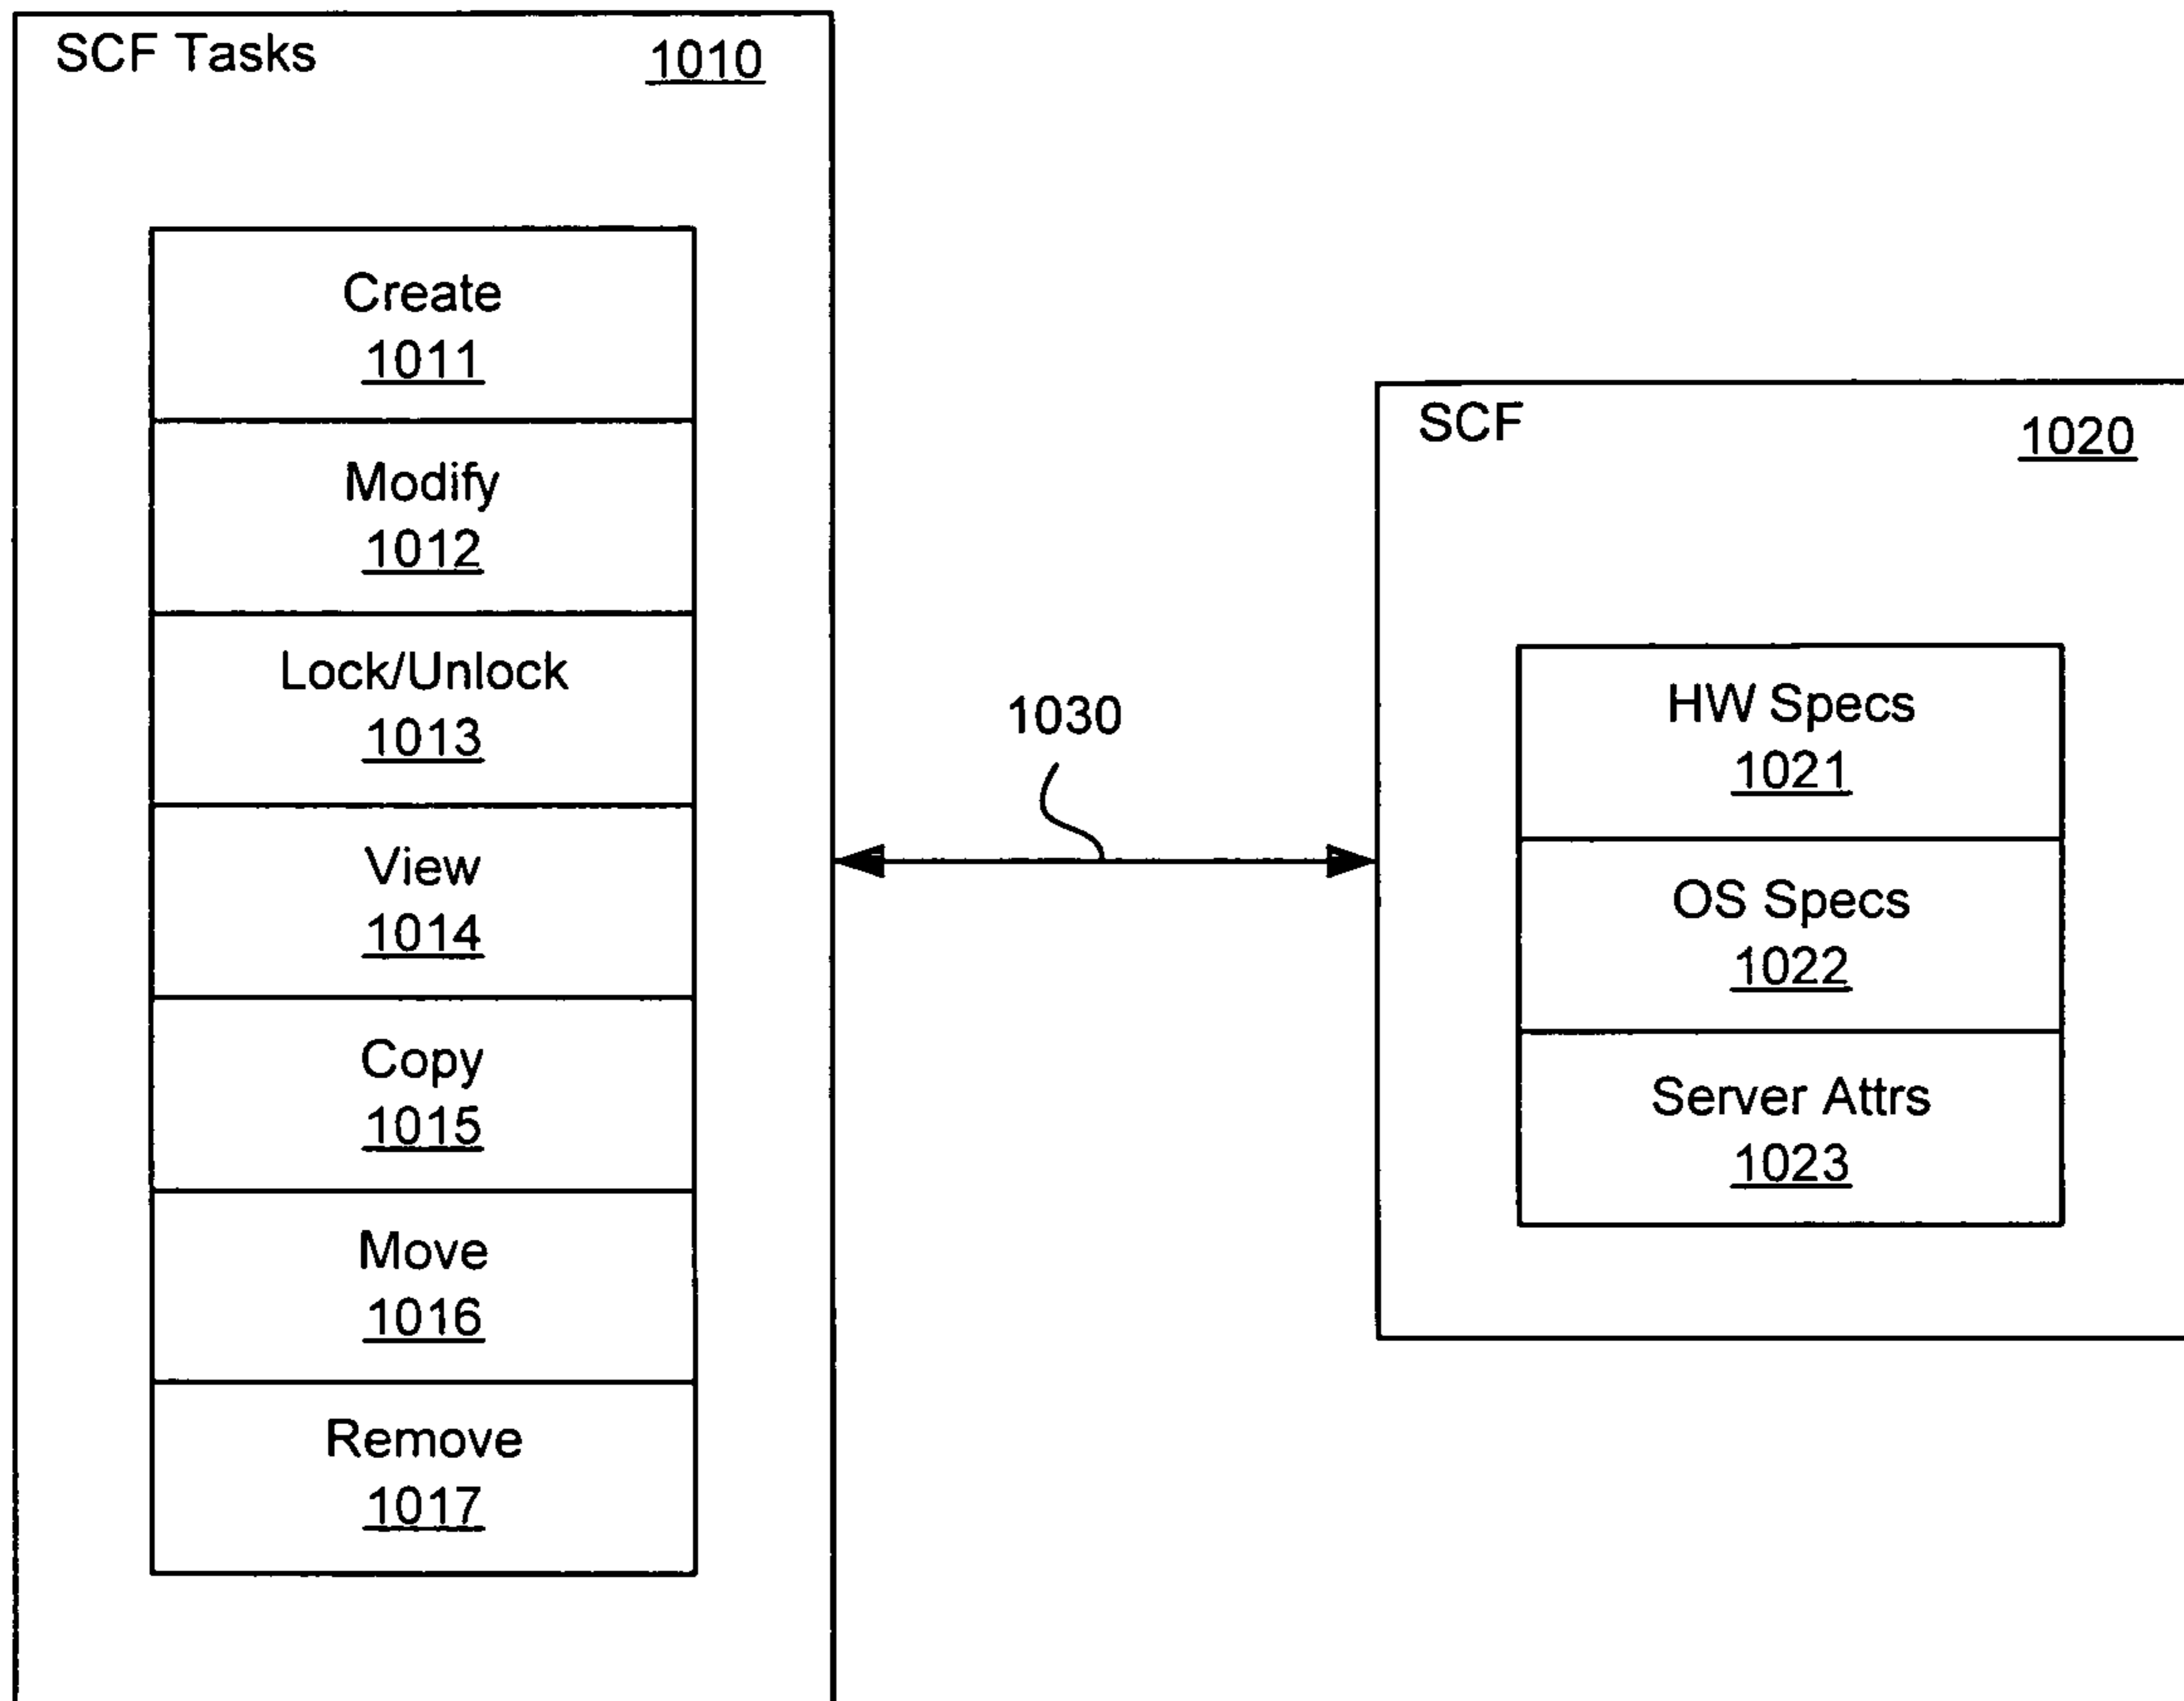 SCF Tasks 1010
Create
1011
Modify
1012
Lock/Unlock
1013
View
1014
Copy
1015
Move
1016
Remove
1017
1030
SCF 1020
HW Specs
1021
OS Specs
1022
Server Attrs
1023